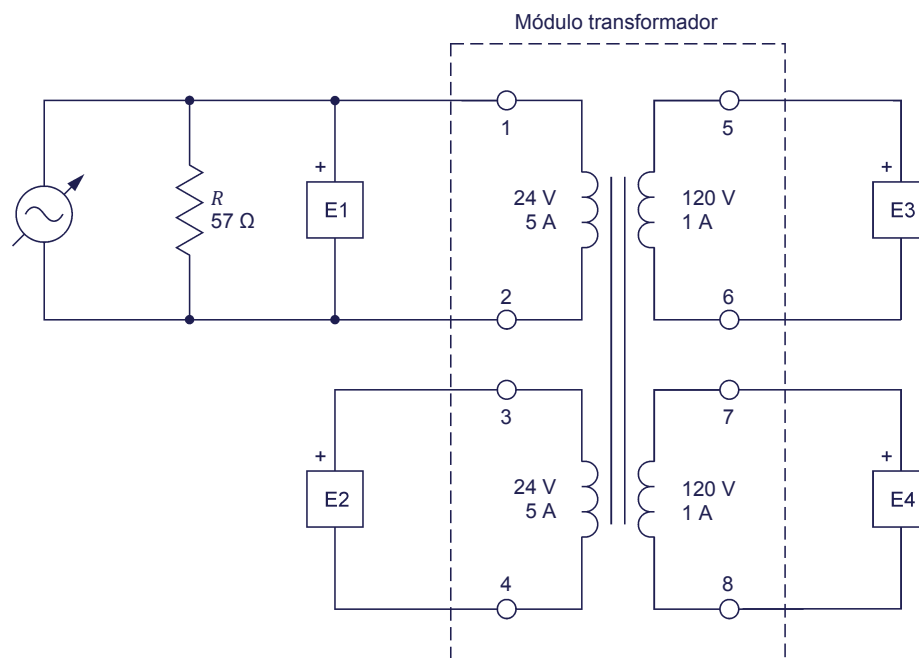 Módulo transformador
1
5
+
+
R
57 Ω
E1
24 V
5 A
120 V
1 A
E3
2
6
3
7
+
+
E2
24 V
5 A
120 V
1 A
E4
4
8